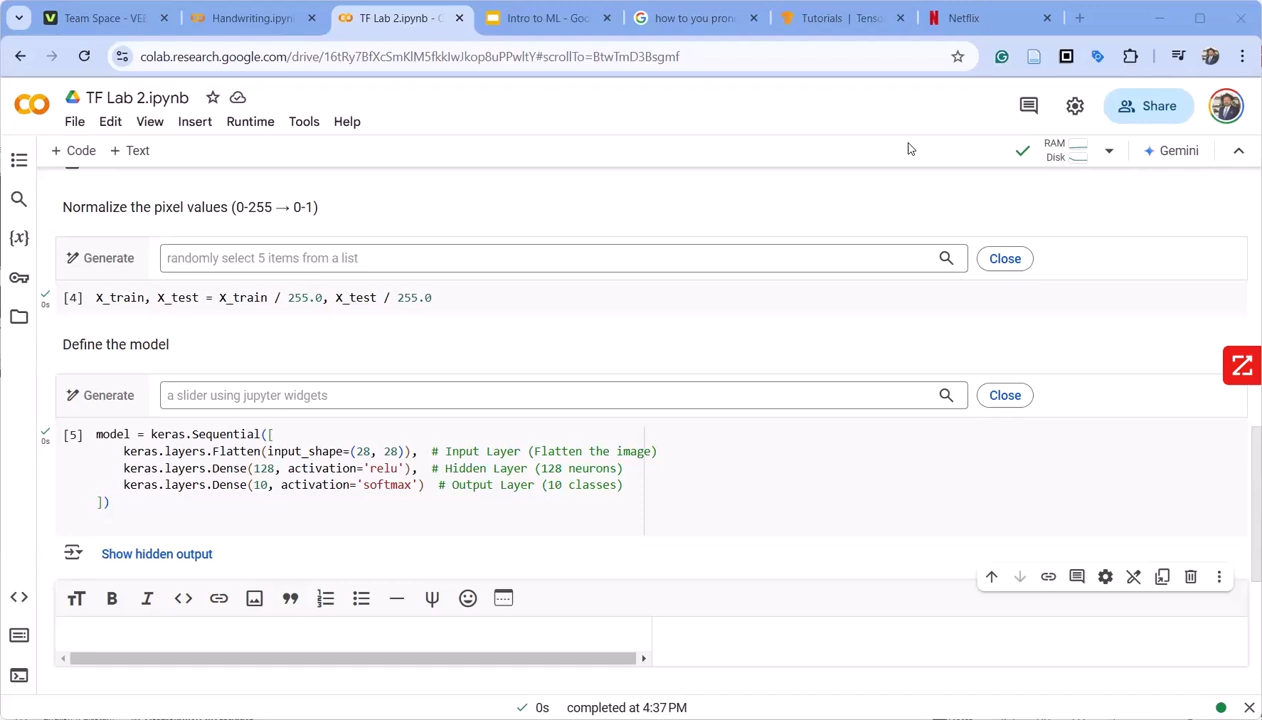 Team Space - VEE
Handwriting.ipynb
TF Lab 2.ipynb - C
Intro to ML - Goo
how to you pron
Tutorials | Tenso
Netflix
colab.research.google.com/drive/16tRy7BfXcSmKlM5fkkIwJkop8uPPwltY#scrollTo=BtwTmD3Bsgmf
TF Lab 2.ipynb
Share
File Edit View Insert Runtime Tools Help
+ Code + Text
RAM
Disk
Gemini
Normalize the pixel values (0-255 → 0-1)
Generate
randomly select 5 items from a list
Close
[4] X_train, X_test = X_train / 255.0, X_test / 255.0
0s
Define the model
Generate
a slider using jupyter widgets
Close
[5] model = keras.Sequential([
0s
keras.layers.Flatten(input_shape=(28, 28)), # Input Layer (Flatten the image)
keras.layers.Dense(128, activation='relu'), # Hidden Layer (128 neurons)
keras.layers.Dense(10, activation='softmax') # Output Layer (10 classes)
])
Show hidden output
0s completed at 4:37 PM